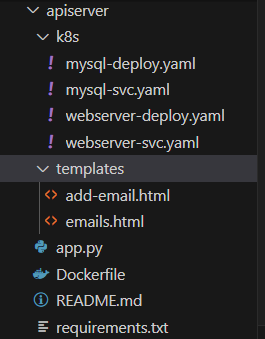 apiserver
k8s
mysql-deploy.yaml
mysql-svc.yaml
webserver-deploy.yaml
webserver-svc.yaml
templates
add-email.html
emails.html
app.py
Dockerfile
README.md
requirements.txt